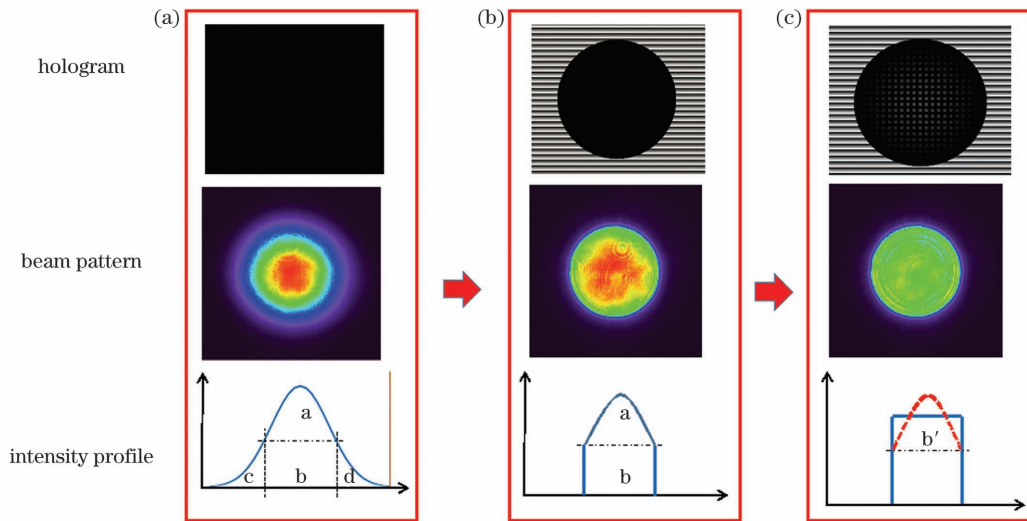 (a)
(b)
(c)
hologram
beam pattern
intensity profile
a
c
b
d
a
b
b′